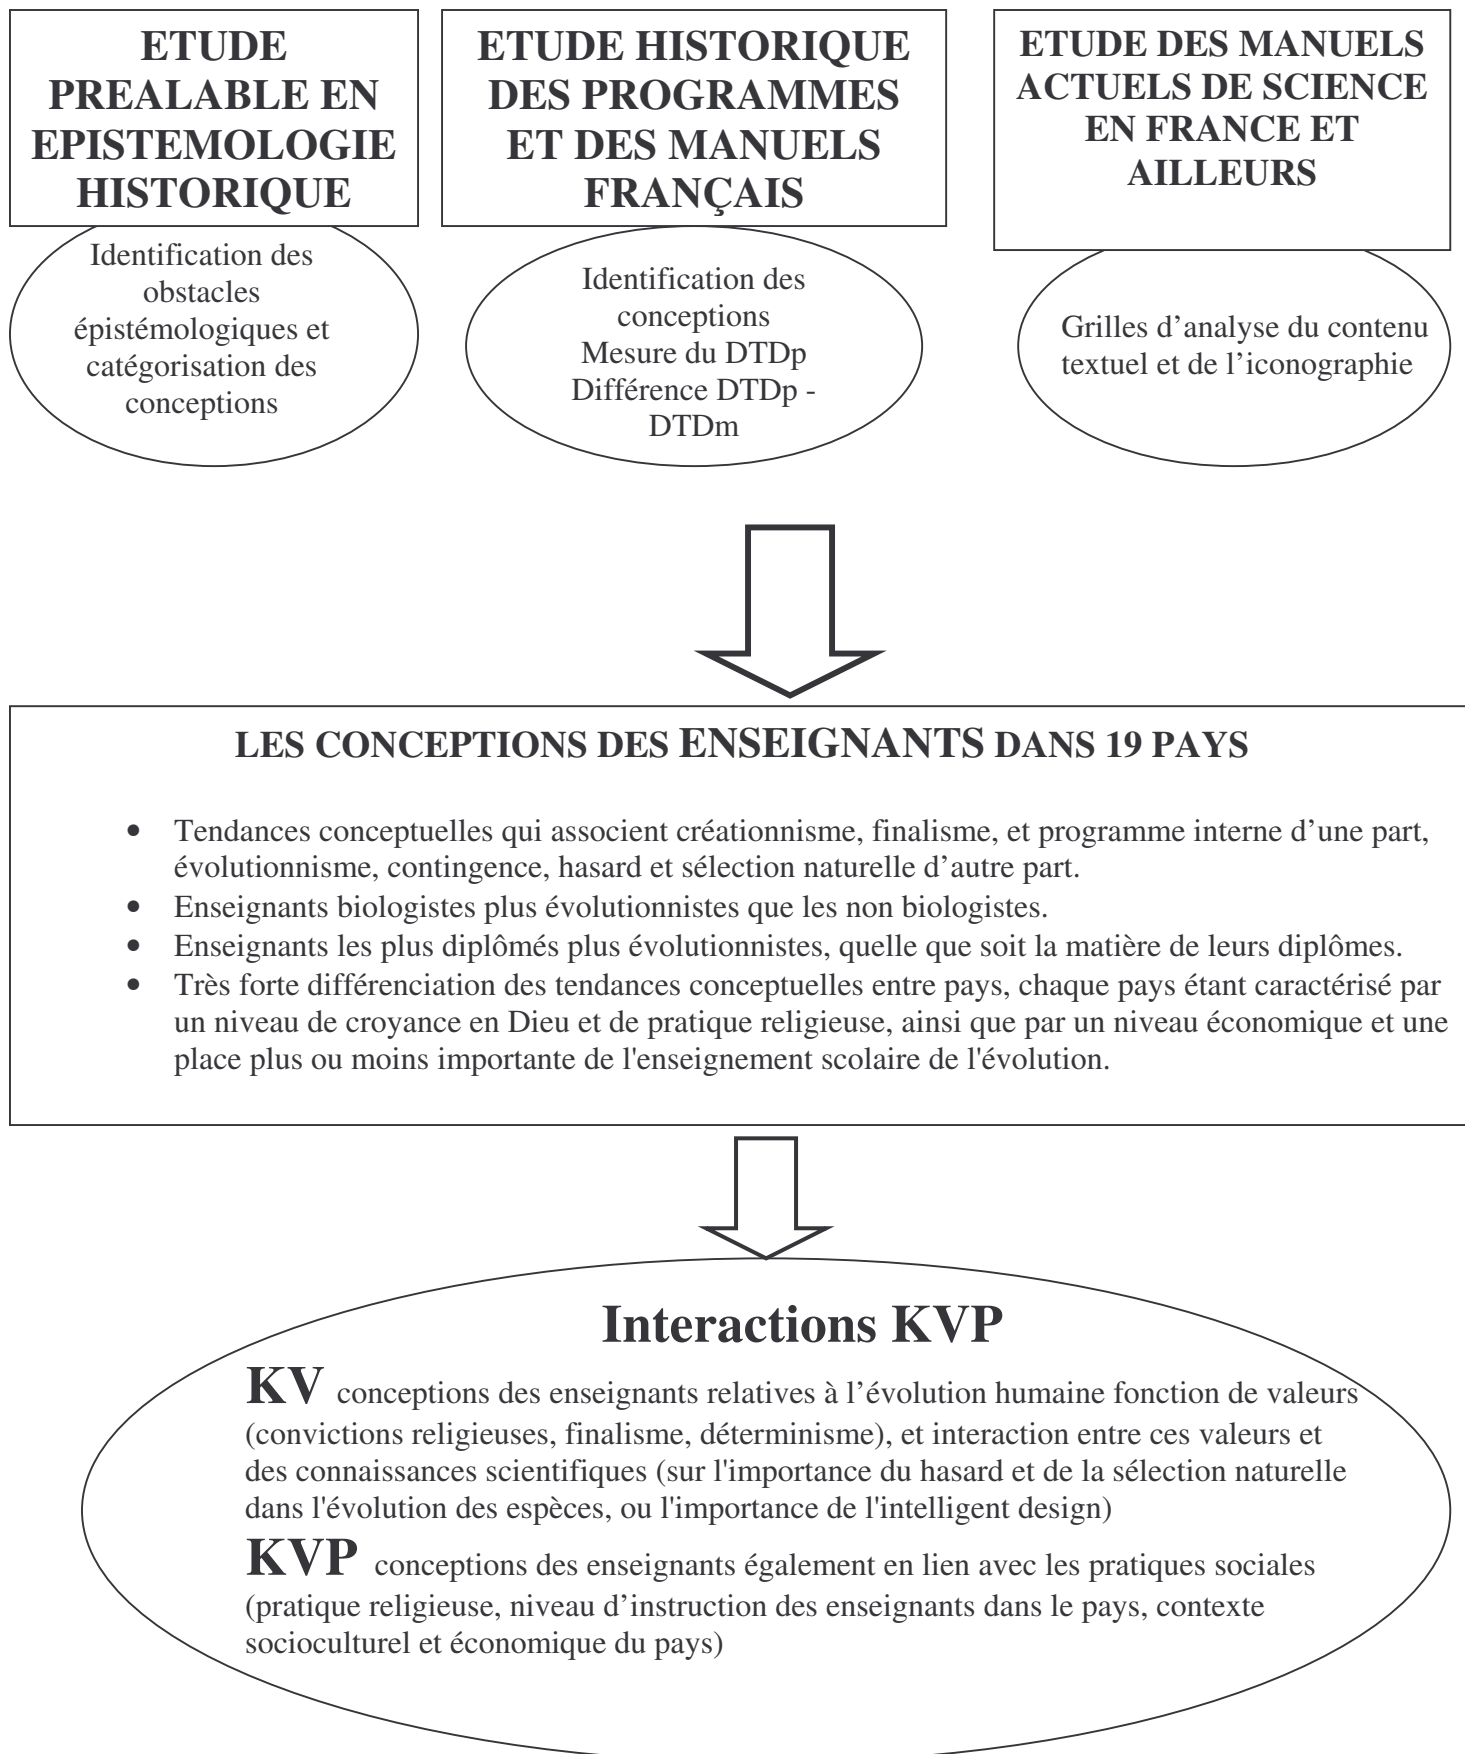 ETUDE
PREALABLE EN
EPISTEMOLOGIE
HISTORIQUE
Identification des
obstacles
épistémologiques et
catégorisation des
conceptions
ETUDE HISTORIQUE
DES PROGRAMMES
ET DES MANUELS
FRANÇAIS
Identification des
conceptions
Mesure du DTDp
Différence DTDp -
DTDm
ETUDE DES MANUELS
ACTUELS DE SCIENCE
EN FRANCE ET
AILLEURS
Grilles d’analyse du contenu
textuel et de l’iconographie
LES CONCEPTIONS DES ENSEIGNANTS DANS 19 PAYS
• Tendances conceptuelles qui associent créationnisme, finalisme, et programme interne d’une part,
évolutionnisme, contingence, hasard et sélection naturelle d’autre part.
• Enseignants biologistes plus évolutionnistes que les non biologistes.
• Enseignants les plus diplômés plus évolutionnistes, quelle que soit la matière de leurs diplômes.
• Très forte différenciation des tendances conceptuelles entre pays, chaque pays étant caractérisé par
un niveau de croyance en Dieu et de pratique religieuse, ainsi que par un niveau économique et une
place plus ou moins importante de l'enseignement scolaire de l'évolution.
Interactions KVP
KV conceptions des enseignants relatives à l’évolution humaine fonction de valeurs
(convictions religieuses, finalisme, déterminisme), et interaction entre ces valeurs et
des connaissances scientifiques (sur l'importance du hasard et de la sélection naturelle
dans l'évolution des espèces, ou l'importance de l'intelligent design)
KVP conceptions des enseignants également en lien avec les pratiques sociales
(pratique religieuse, niveau d’instruction des enseignants dans le pays, contexte
socioculturel et économique du pays)